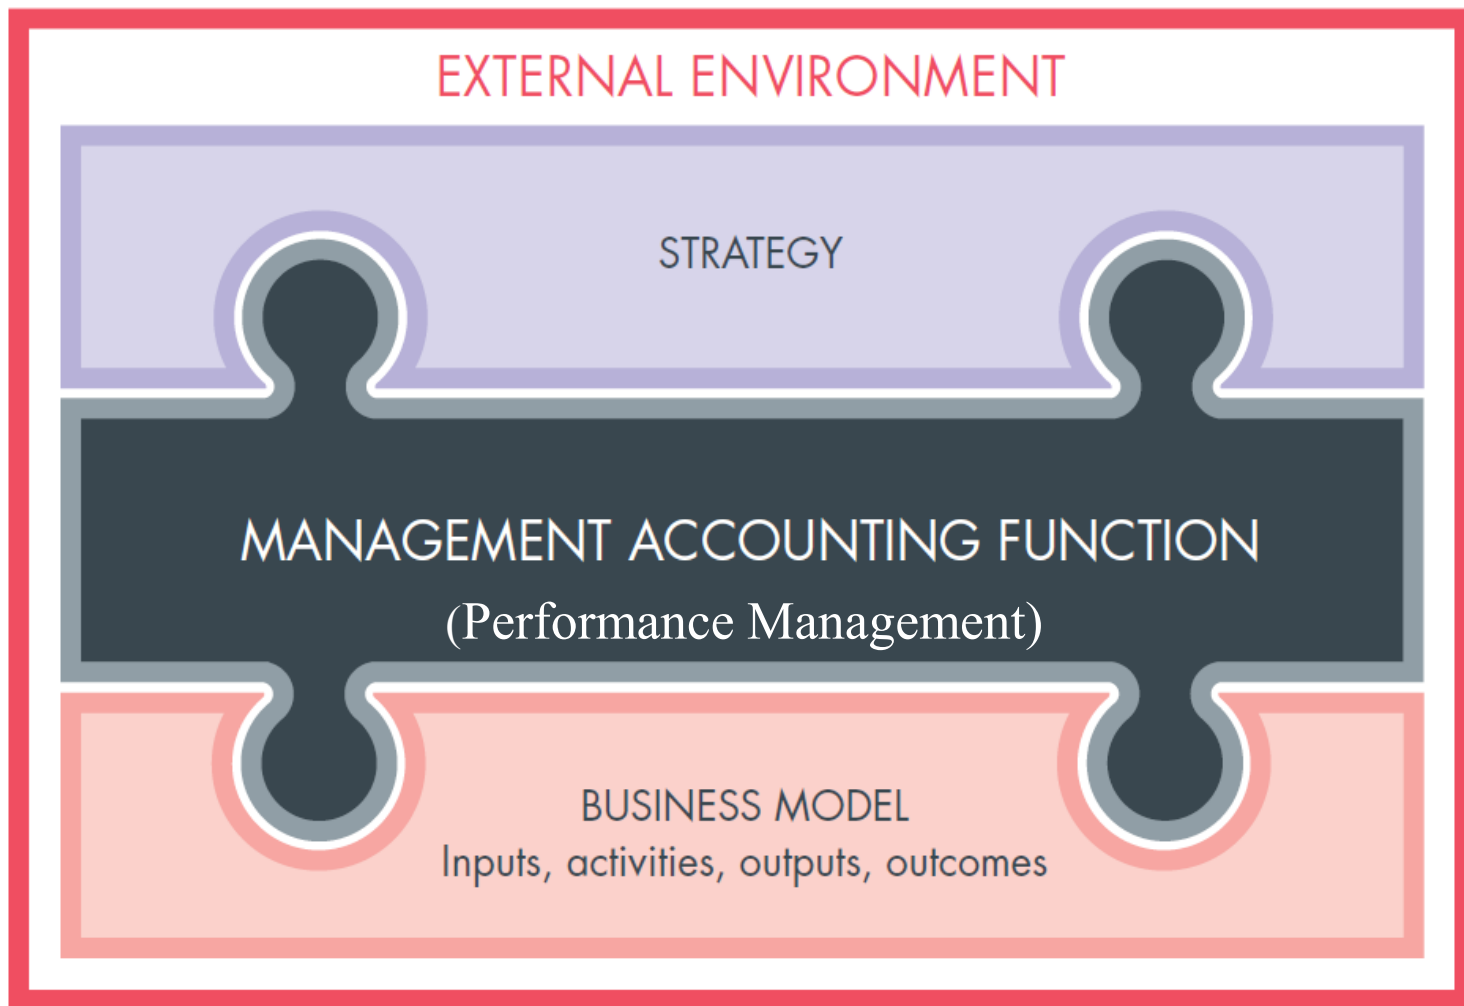 EXTERNAL ENVIRONMENT
STRATEGY
MANAGEMENT ACCOUNTING FUNCTION
(Performance Management)
BUSINESS MODEL
Inputs, activities, outputs, outcomes